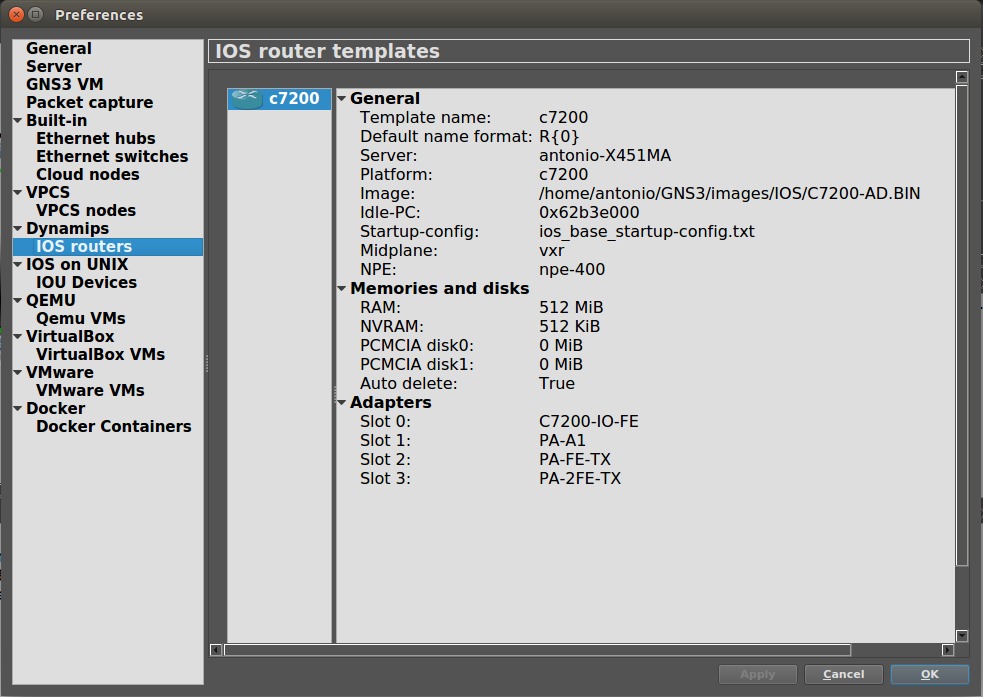 Preferences
General
Server
GNS3 VM
Packet capture
Built-in
Ethernet hubs
Ethernet switches
Cloud nodes
VPCS
VPCS nodes
Dynamips
IOS routers
IOS on UNIX
IOU Devices
QEMU
Qemu VMs
VirtualBox
VirtualBox VMs
VMware
VMware VMs
Docker
Docker Containers
IOS router templates
c7200
General
Template name: c7200
Default name format: R{0}
Server: antonio-X451MA
Platform: c7200
Image: /home/antonio/GNS3/images/IOS/C7200-AD.BIN
Idle-PC: 0x62b3e000
Startup-config: ios_base_startup-config.txt
Midplane: vxr
NPE: npe-400
Memories and disks
RAM: 512 MiB
NVRAM: 512 KiB
PCMCIA disk0: 0 MiB
PCMCIA disk1: 0 MiB
Auto delete: True
Adapters
Slot 0: C7200-IO-FE
Slot 1: PA-A1
Slot 2: PA-FE-TX
Slot 3: PA-2FE-TX
Apply Cancel OK